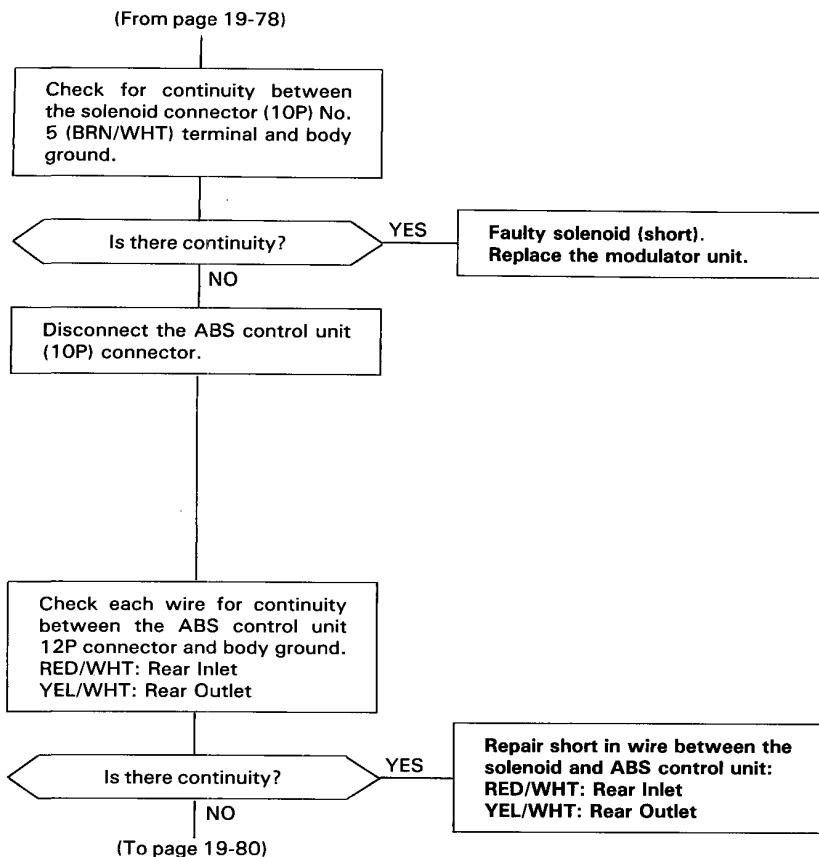 (From page 19-78)
Check for continuity between
the solenoid connector (10P) No.
5 (BRN/WHT) terminal and body
ground.
Is there continuity?
YES
Faulty solenoid (short).
Replace the modulator unit.
NO
Disconnect the ABS control unit
(10P) connector.
Check each wire for continuity
between the ABS control unit
12P connector and body ground.
RED/WHT: Rear Inlet
YEL/WHT: Rear Outlet
Is there continuity?
YES
Repair short in wire between the
solenoid and ABS control unit:
RED/WHT: Rear Inlet
YEL/WHT: Rear Outlet
NO
(To page 19-80)